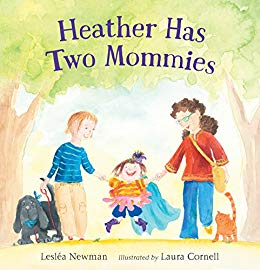 Heather Has
Two Mommies
Lesléa Newman illustrated by Laura Cornell